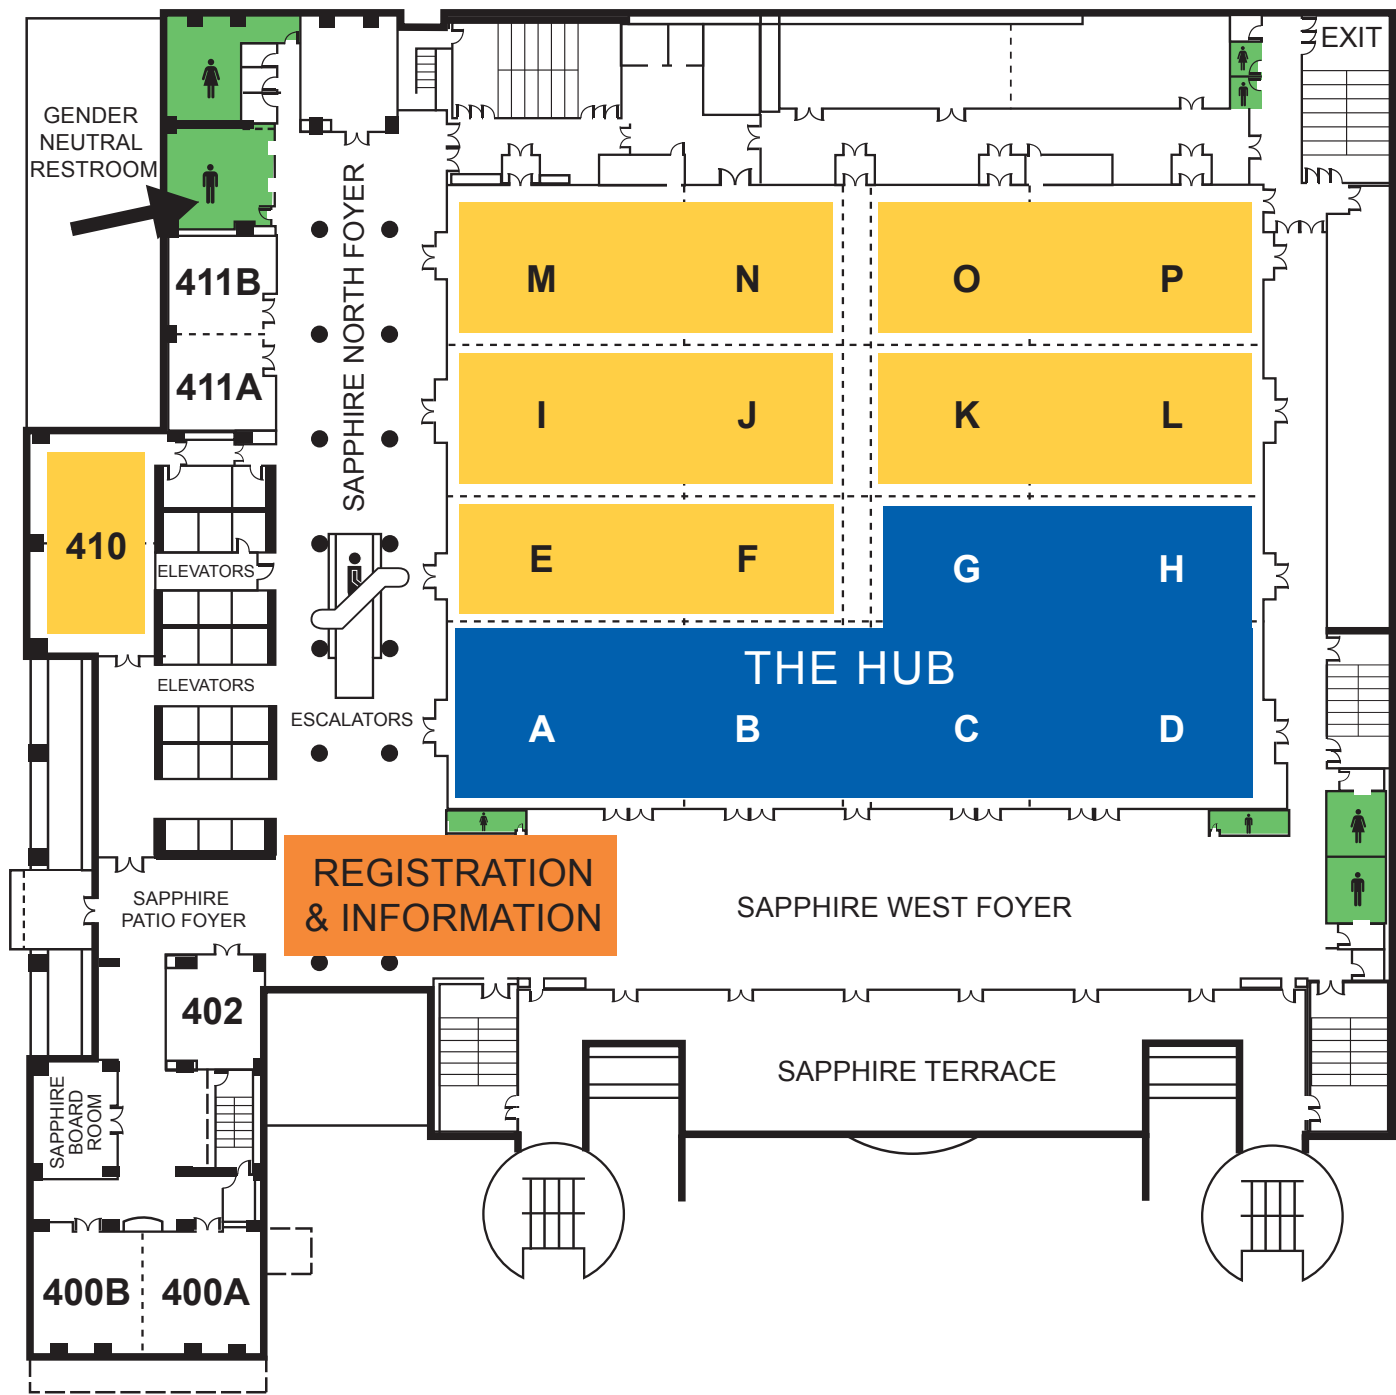 EXIT
GENDER
NEUTRAL
RESTROOM
SAPPHIRE NORTH FOYER
411B
411A
M N O P
I J K L
410
E F G H
ELEVATORS
THE HUB
ELEVATORS
ESCALATORS
A B C D
REGISTRATION
& INFORMATION
SAPPHIRE
PATIO FOYER
SAPPHIRE WEST FOYER
402
SAPPHIRE TERRACE
SAPPHIRE
BOARD
ROOM
400B 400A